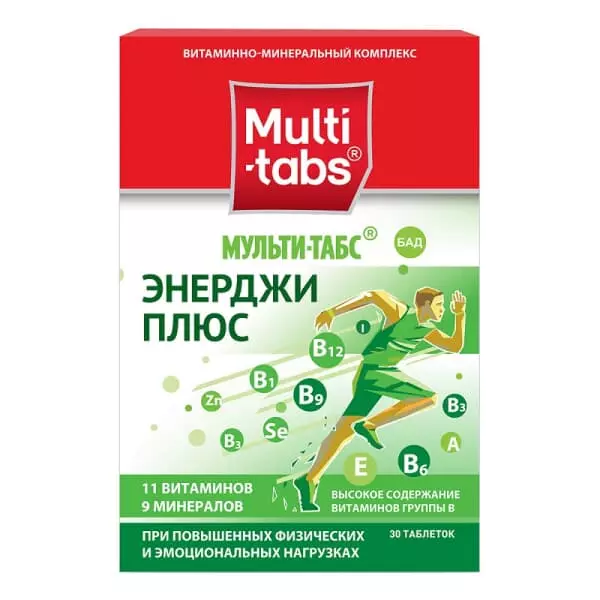 ВИТАМИННО-МИНЕРАЛЬНЫЙ КОМПЛЕКС
Multi
-tabs®
МУЛЬТИ-ТАБС®
БАД
ЭНЕРДЖИ
ПЛЮС
I
B12
B1
Zn
B9
B3
B3
Se
A
E
B6
11 ВИТАМИНОВ
9 МИНЕРАЛОВ
ВЫСОКОЕ СОДЕРЖАНИЕ
ВИТАМИНОВ ГРУППЫ B
ПРИ ПОВЫШЕННЫХ ФИЗИЧЕСКИХ
И ЭМОЦИОНАЛЬНЫХ НАГРУЗКАХ
30 ТАБЛЕТОК